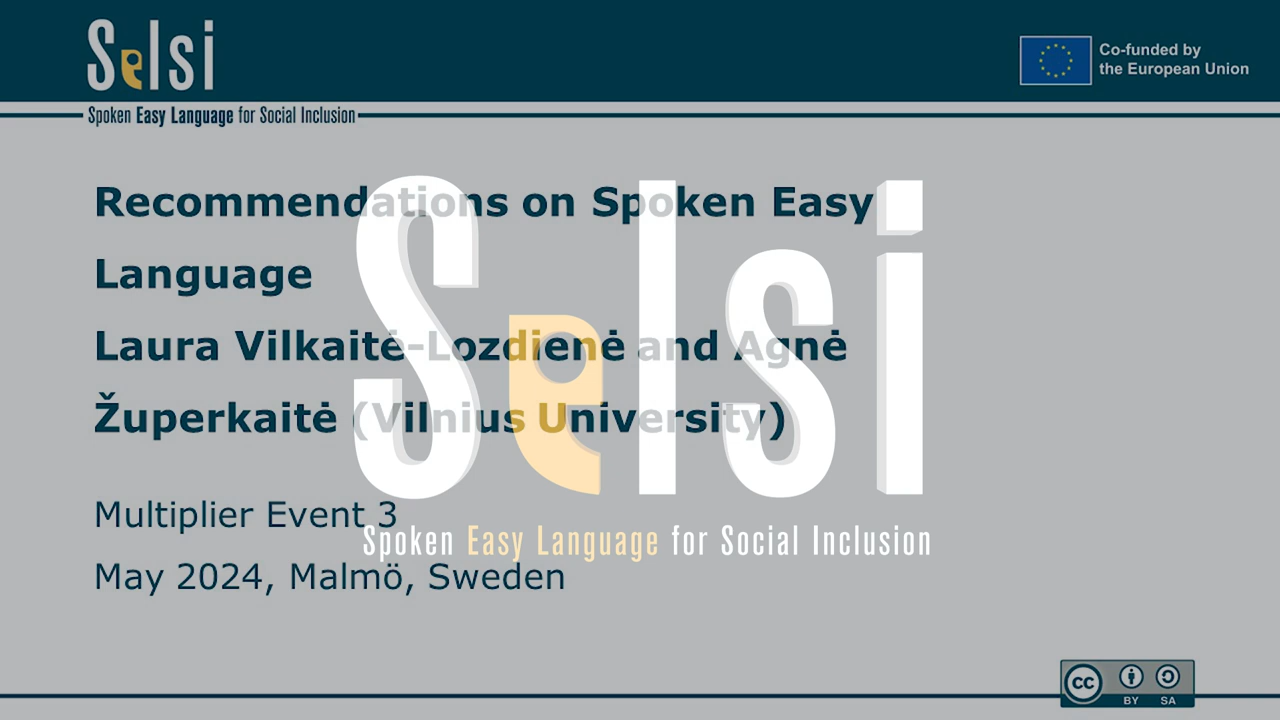 Selsi
Co-funded by
the European Union
Spoken Easy Language for Social Inclusion
Recommendations on Spoken Easy
Language
Laura Vilkaitė-Lozdienė and Agnė
Župerkaitė (Vilnius University)
Selsi
Multiplier Event 3
Spoken Easy Language for Social Inclusion
May 2024, Malmö, Sweden
cc
BY SA